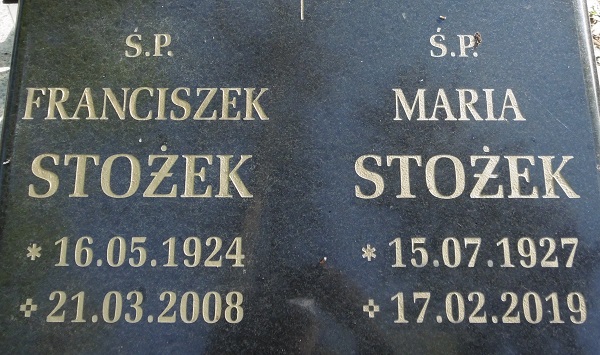 Ś.P.
FRANCISZEK
STOŻEK
* 16.05.1924
✢ 21.03.2008
Ś.P.
MARIA
STOŻEK
* 15.07.1927
✢ 17.02.2019